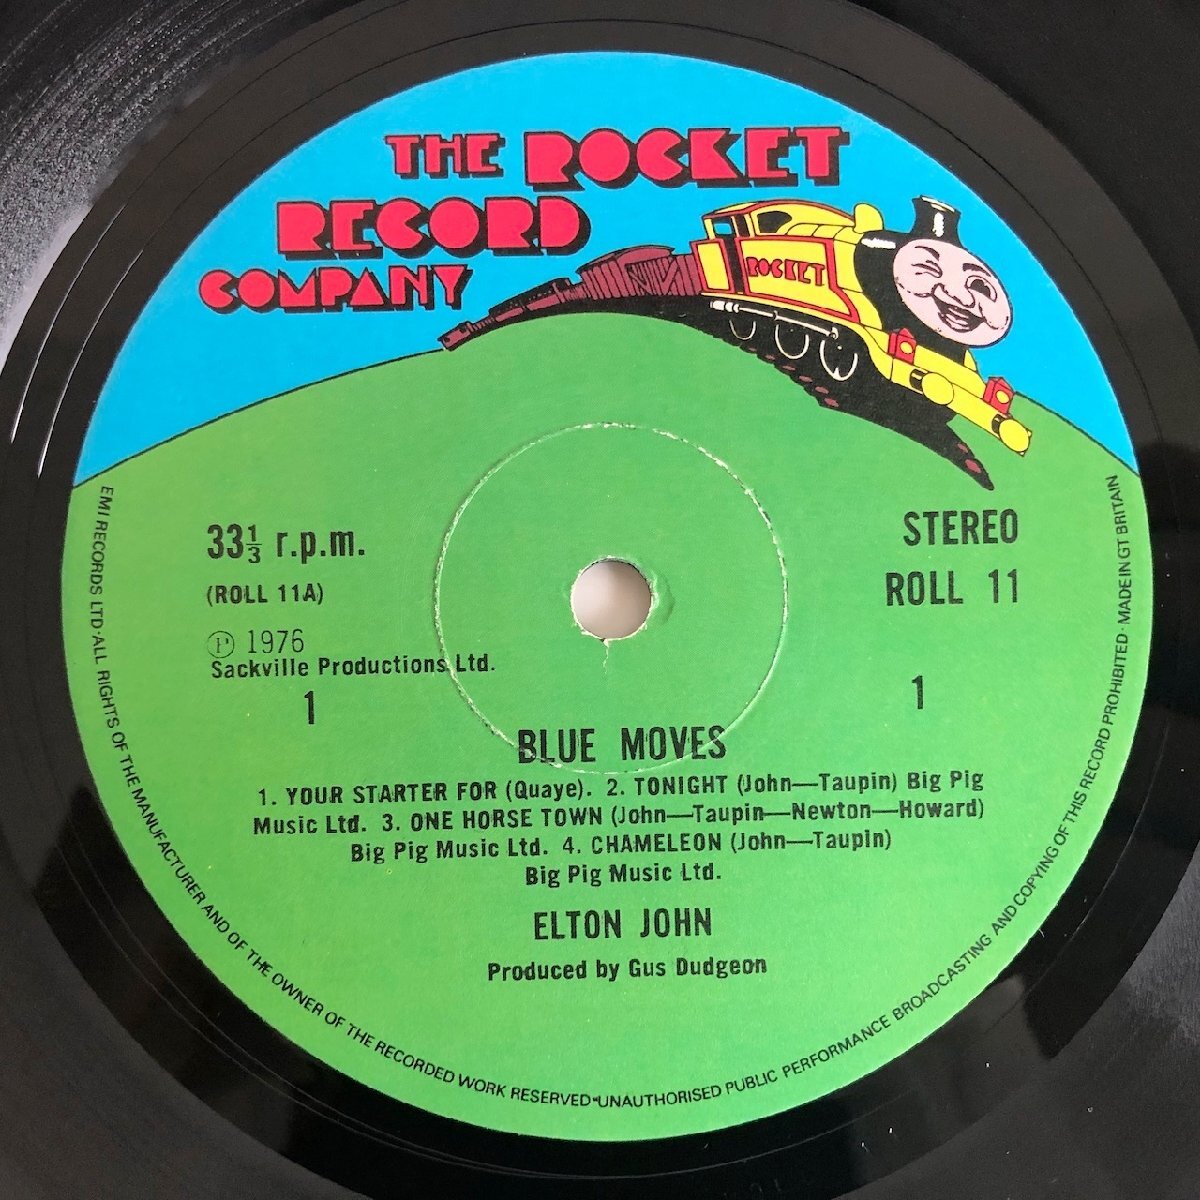 THE ROCKET
RECORD
COMPANY
ROCKET
33⅓ r.p.m.
(ROLL 11A)
Ⓟ 1976
Sackville Productions Ltd.
1
STEREO
ROLL 11
1
BLUE MOVES
1. YOUR STARTER FOR (Quaye). 2. TONIGHT (John—Taupin) Big Pig
Music Ltd. 3. ONE HORSE TOWN (John—Taupin—Newton—Howard)
Big Pig Music Ltd. 4. CHAMELEON (John—Taupin)
Big Pig Music Ltd.
ELTON JOHN
Produced by Gus Dudgeon
EMI RECORDS LTD·ALL RIGHTS OF THE MANUFACTURER AND OF THE OWNER OF THE RECORDED WORK RESERVED·UNAUTHORISED PUBLIC PERFORMANCE BROADCASTING AND COPYING OF THIS RECORD PROHIBITED·MADE IN GT BRITAIN